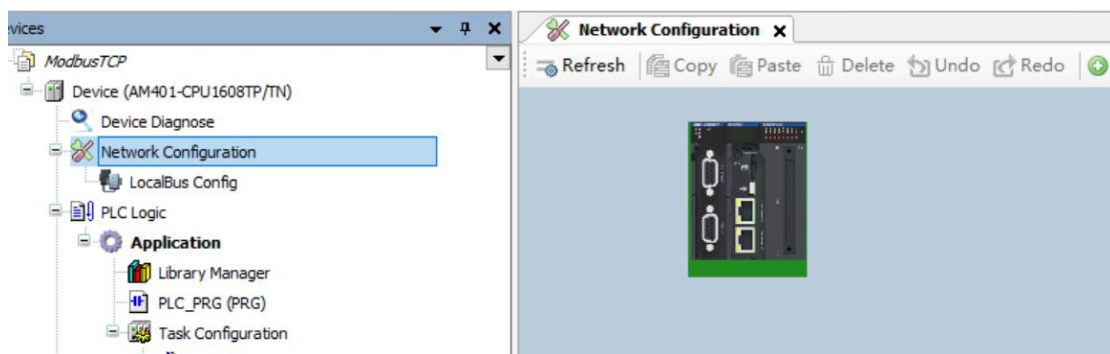 vices
ModbusTCP
Device (AM401-CPU1608TP/TN)
Device Diagnose
Network Configuration
LocalBus Config
PLC Logic
Application
Library Manager
PLC_PRG (PRG)
Task Configuration
Network Configuration
Refresh Copy Paste Delete Undo Redo